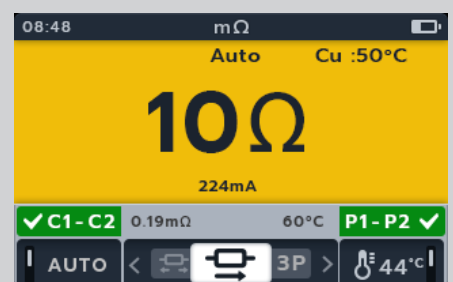 08:48 mΩ
Auto Cu :50°C
10Ω
224mA
C1-C2 0.19mΩ 60°C P1-P2
AUTO < 3P > 44°C